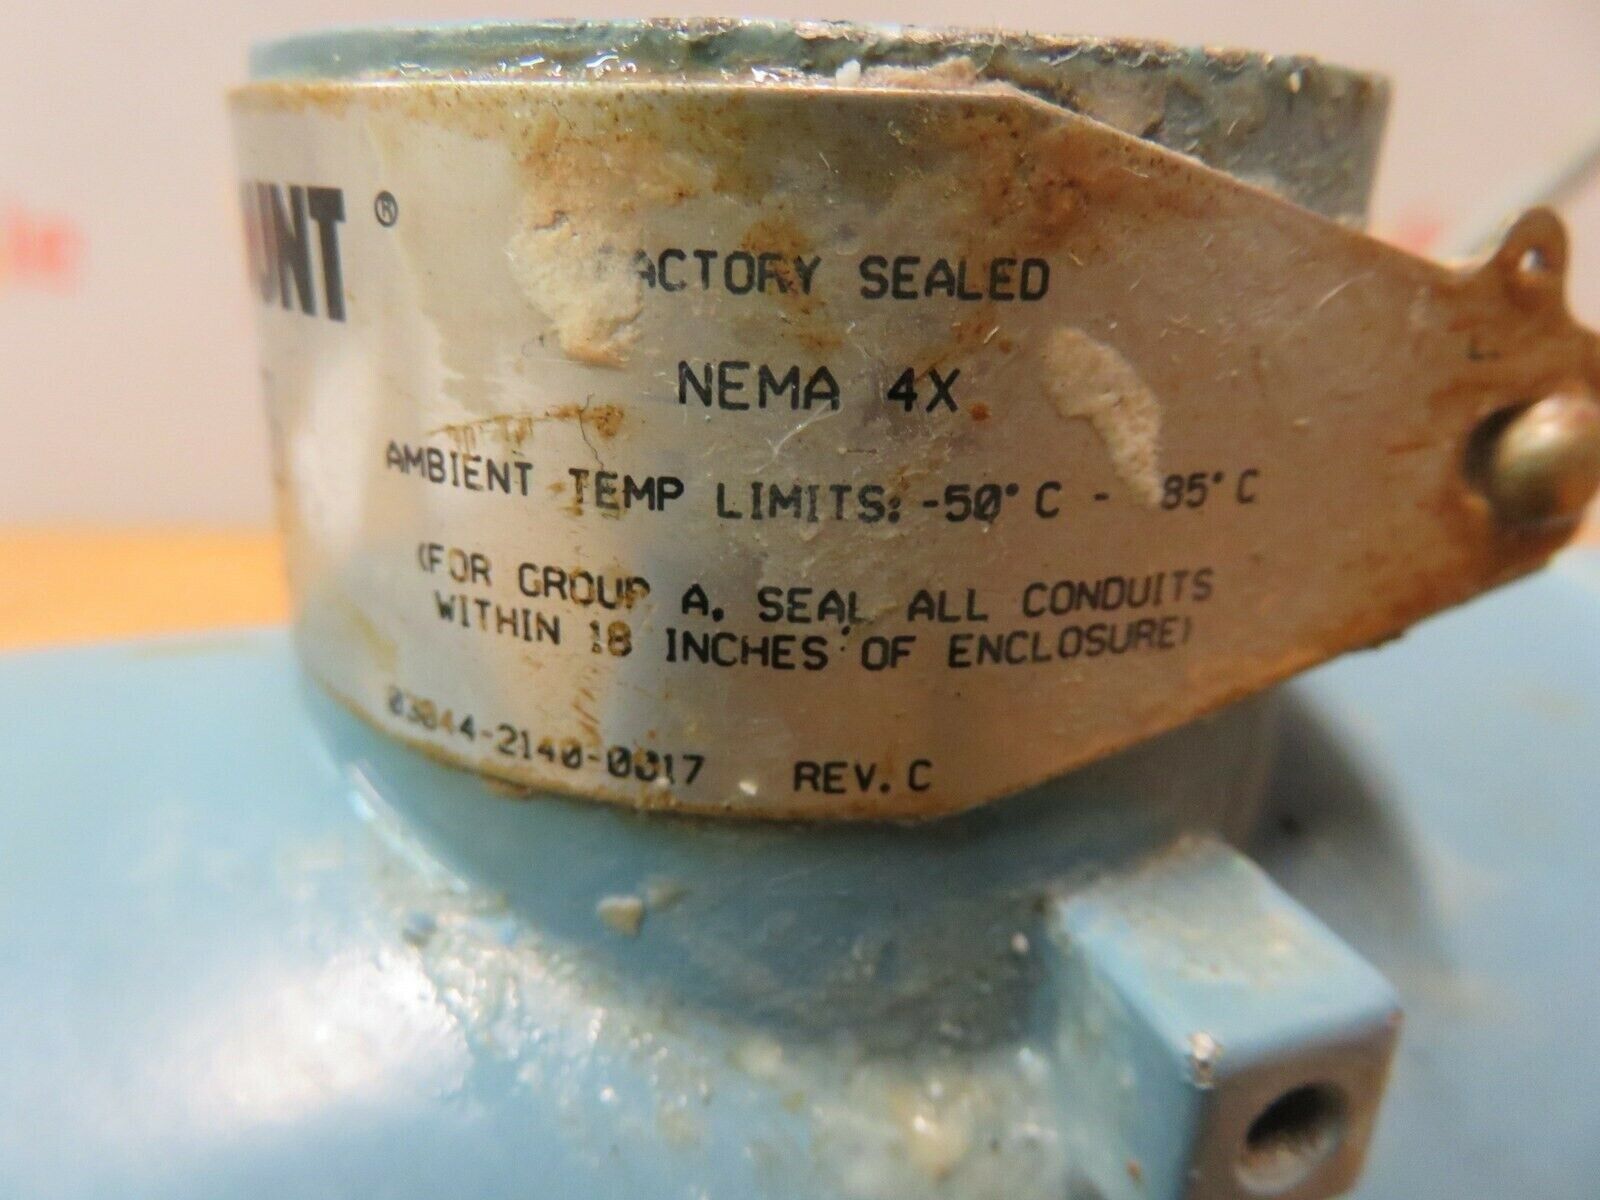 UNT ®
ACTORY SEALED
NEMA 4X
AMBIENT TEMP LIMITS: -50°C - 85°C
(FOR GROUP A, SEAL ALL CONDUITS
WITHIN 18 INCHES OF ENCLOSURE)
03044-2140-0017 REV. C